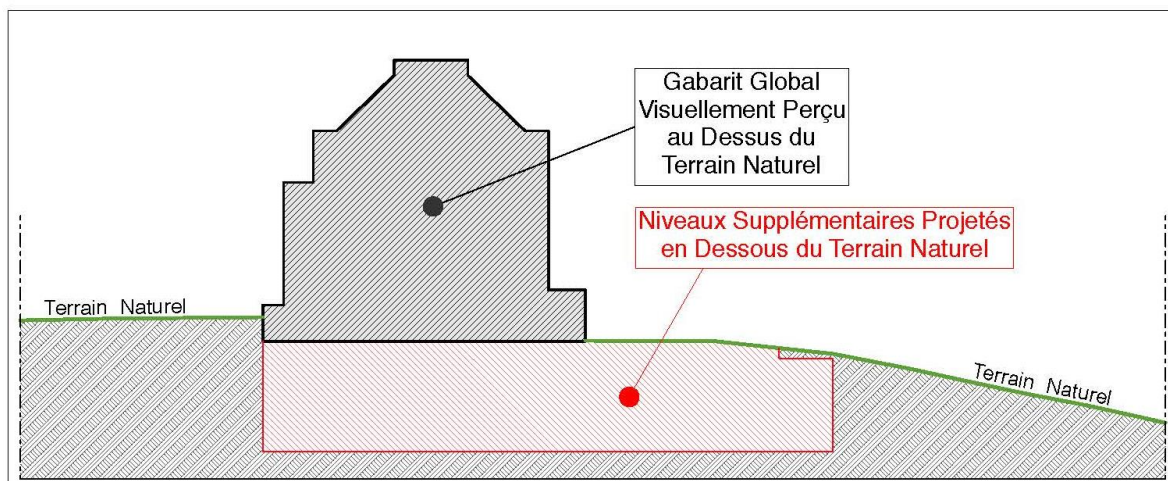 Gabarit Global
Visuellement Perçu
au Dessus du
Terrain Naturel
Niveaux Supplémentaires Projetés
en Dessous du Terrain Naturel
Terrain Naturel
Terrain Naturel